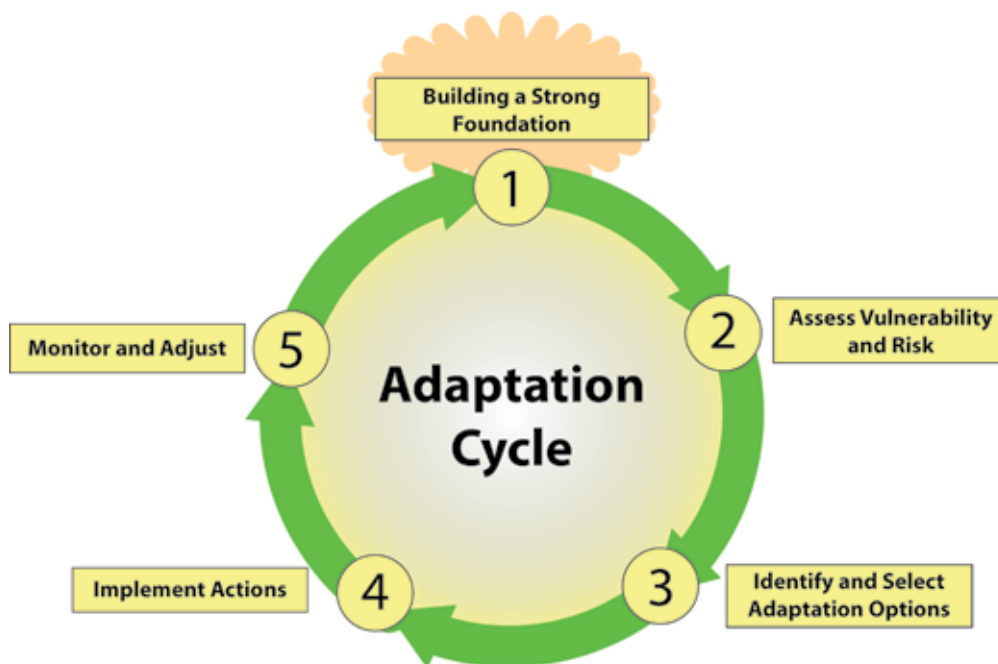 Building a Strong
Foundation
1
2
Assess Vulnerability
and Risk
Monitor and Adjust
5
Adaptation
Cycle
Implement Actions
4
3
Identify and Select
Adaptation Options